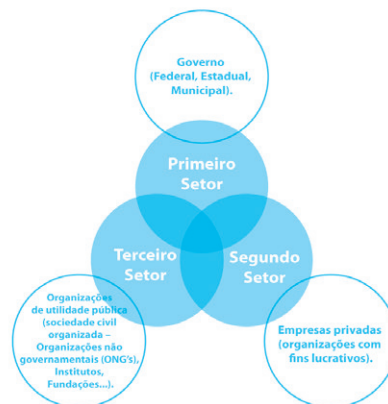 Governo
(Federal, Estadual,
Municipal).
Primeiro
Setor
Terceiro
Setor
Segundo
Setor
Organizações
de utilidade pública
(sociedade civil
organizada –
Organizações não
governamentais (ONG's),
Institutos,
Fundações...).
Empresas privadas
(organizações com
fins lucrativos).